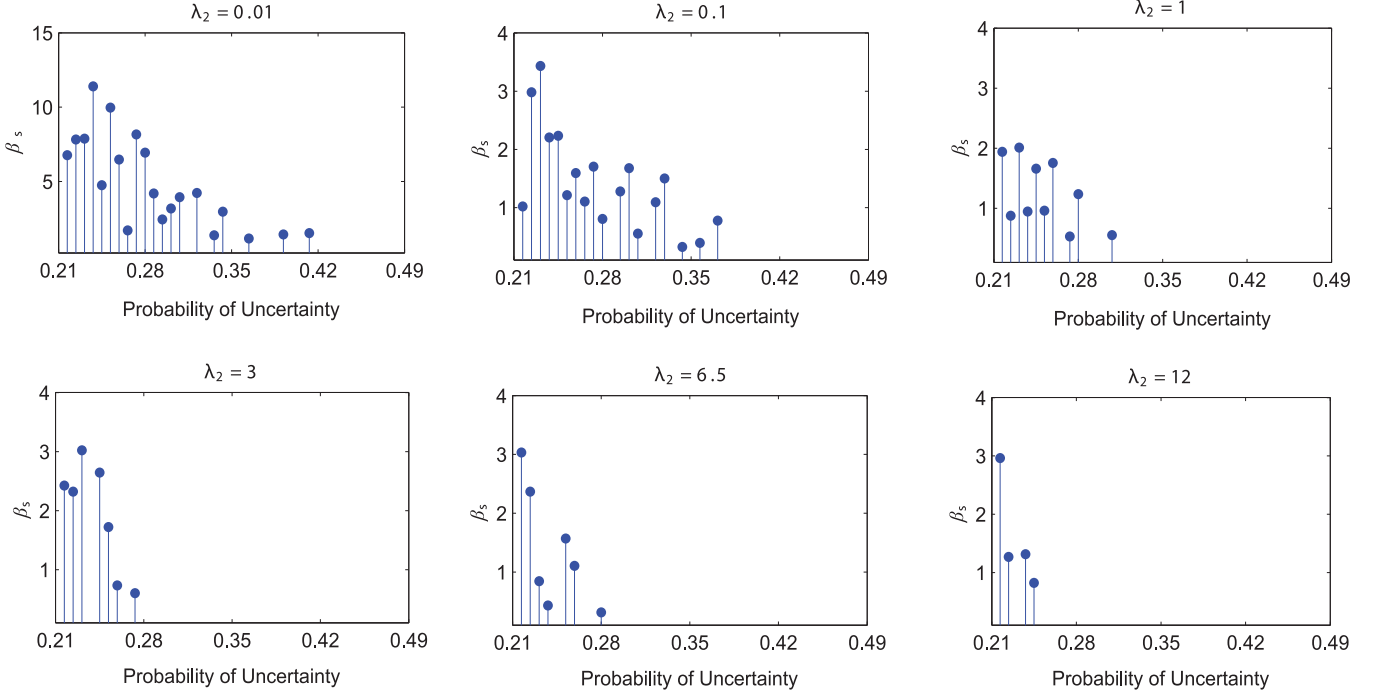 λ₂ = 0.01
15
10
5
βₛ
0.21 0.28 0.35 0.42 0.49
Probability of Uncertainty
λ₂ = 0.1
4
3
2
1
βₛ
0.21 0.28 0.35 0.42 0.49
Probability of Uncertainty
λ₂ = 1
4
3
2
1
βₛ
0.21 0.28 0.35 0.42 0.49
Probability of Uncertainty
λ₂ = 3
4
3
2
1
βₛ
0.21 0.28 0.35 0.42 0.49
Probability of Uncertainty
λ₂ = 6.5
4
3
2
1
βₛ
0.21 0.28 0.35 0.42 0.49
Probability of Uncertainty
λ₂ = 12
4
3
2
1
βₛ
0.21 0.28 0.35 0.42 0.49
Probability of Uncertainty